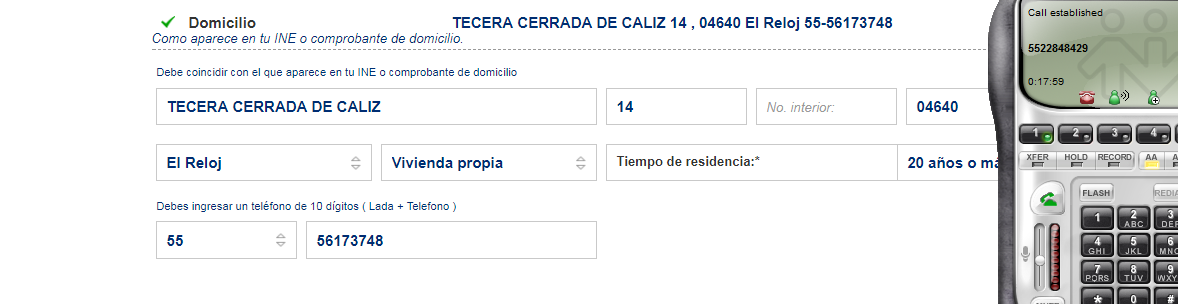 Domicilio
TECERA CERRADA DE CALIZ 14 , 04640 El Reloj 55-56173748
Como aparece en tu INE o comprobante de domicilio.
Debe coincidir con el que aparece en tu INE o comprobante de domicilio
TECERA CERRADA DE CALIZ
14
No. interior:
04640
El Reloj
Vivienda propia
Tiempo de residencia:*
20 años o má
Debes ingresar un teléfono de 10 dígitos ( Lada + Telefono )
55
56173748
Call established
5522848429
0:17:59
1 2 3 4
XFER HOLD RECORD AA A
FLASH REDIA
1 2 ABC 3 DEF
4 GHI 5 JKL 6 MNO
7 PQRS 8 TUV 9 WXY
* 0 #